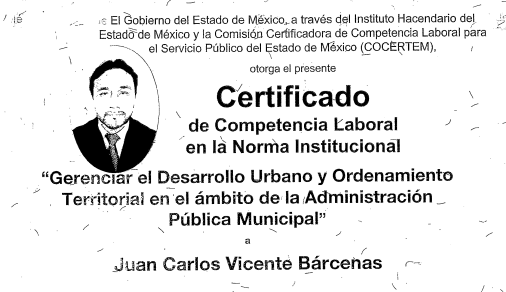 El Gobierno del Estado de México, a través del Instituto Hacendario del
Estado de México y la Comisión Certificadora de Competencia Laboral para
el Servicio Público del Estado de México (COCERTEM),
otorga el presente
Certificado
de Competencia Laboral
en la Norma Institucional
“Gerenciar el Desarrollo Urbano y Ordenamiento
Territorial en el ámbito de la Administración
Pública Municipal”
a
Juan Carlos Vicente Bárcenas